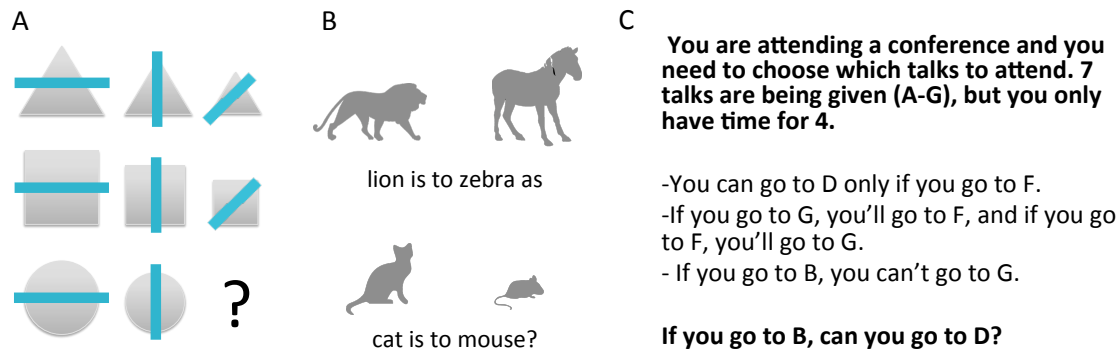 A
B
C
You are attending a conference and you
need to choose which talks to attend. 7
talks are being given (A-G), but you only
have time for 4.
-You can go to D only if you go to F.
-If you go to G, you’ll go to F, and if you go
to F, you’ll go to G.
- If you go to B, you can’t go to G.
If you go to B, can you go to D?
lion is to zebra as
cat is to mouse?
?